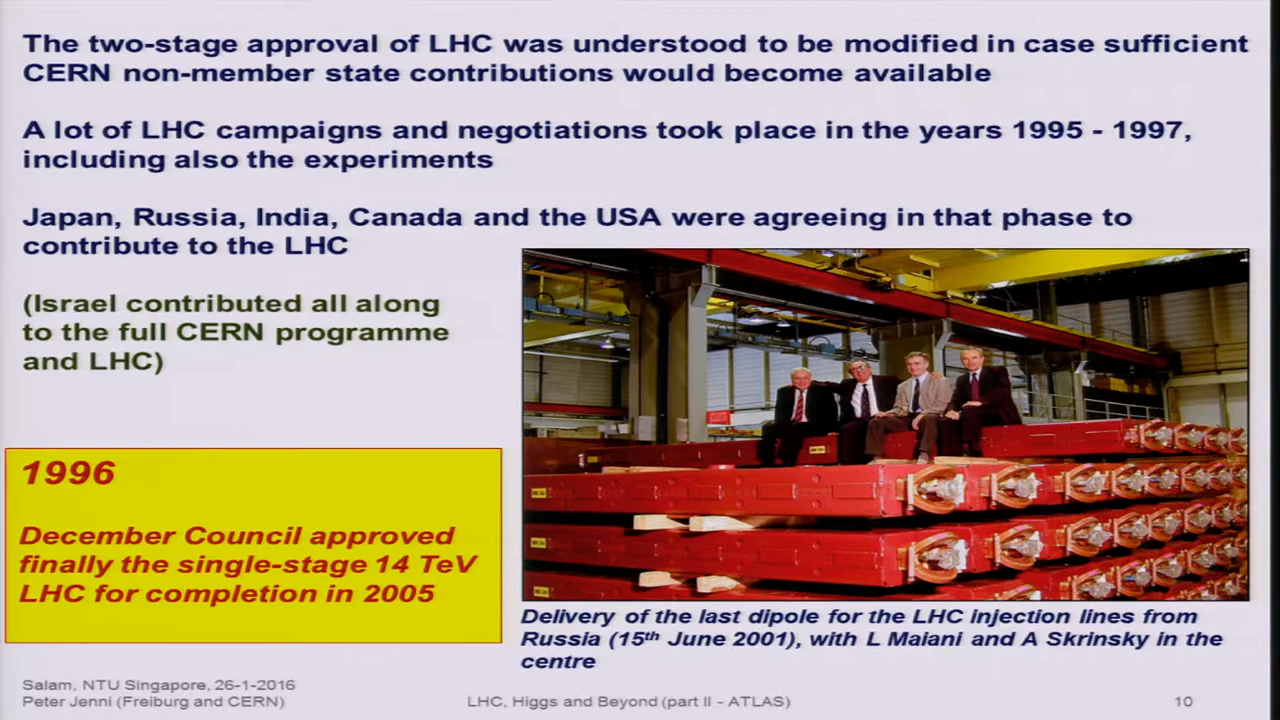 The two-stage approval of LHC was understood to be modified in case sufficient
CERN non-member state contributions would become available
A lot of LHC campaigns and negotiations took place in the years 1995 - 1997,
including also the experiments
Japan, Russia, India, Canada and the USA were agreeing in that phase to
contribute to the LHC
(Israel contributed all along
to the full CERN programme
and LHC)
1996
December Council approved
finally the single-stage 14 TeV
LHC for completion in 2005
Delivery of the last dipole for the LHC injection lines from
Russia (15th June 2001), with L Maiani and A Skrinsky in the
centre
Salam, NTU Singapore, 26-1-2016
Peter Jenni (Freiburg and CERN)
LHC, Higgs and Beyond (part II - ATLAS)
10